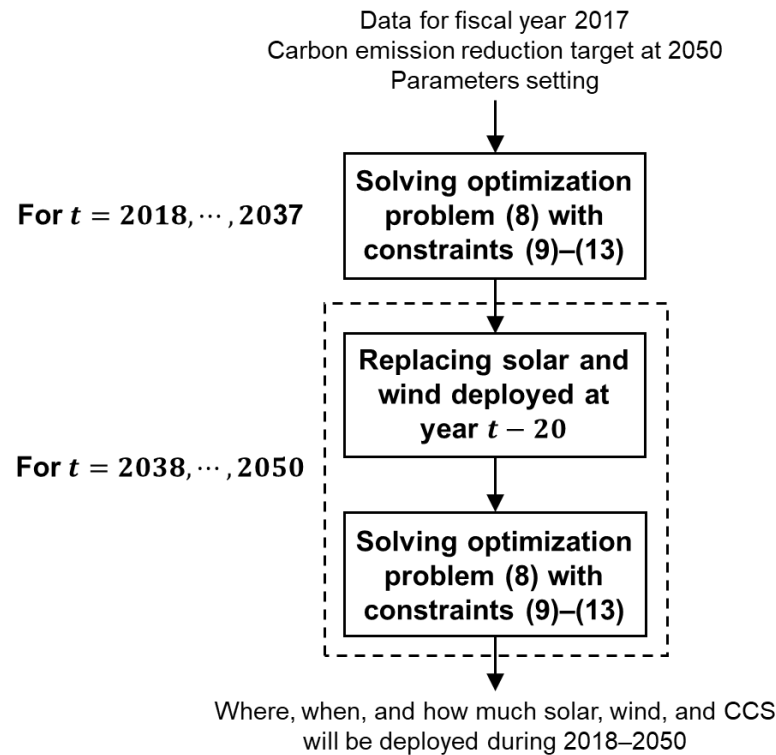 Data for fiscal year 2017
Carbon emission reduction target at 2050
Parameters setting
For t = 2018, ⋯ , 2037
Solving optimization
problem (8) with
constraints (9)–(13)
Replacing solar and
wind deployed at
year t − 20
For t = 2038, ⋯ , 2050
Solving optimization
problem (8) with
constraints (9)–(13)
Where, when, and how much solar, wind, and CCS
will be deployed during 2018–2050